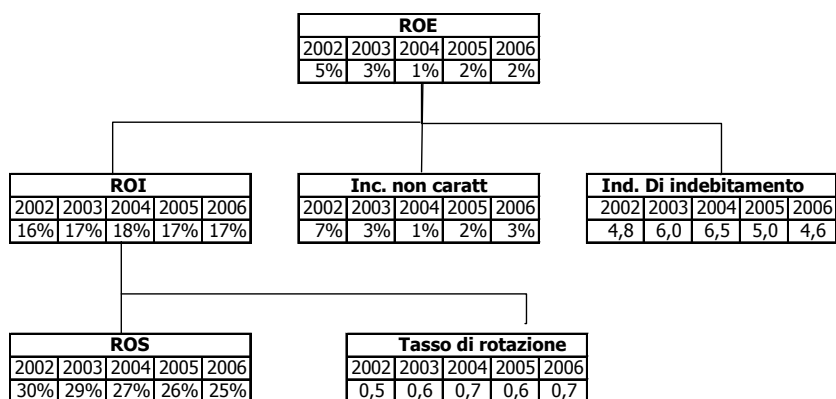 ROE
2002 2003 2004 2005 2006
5% 3% 1% 2% 2%
ROI
2002 2003 2004 2005 2006
16% 17% 18% 17% 17%
Inc. non caratt
2002 2003 2004 2005 2006
7% 3% 1% 2% 3%
Ind. Di indebitamento
2002 2003 2004 2005 2006
4,8 6,0 6,5 5,0 4,6
ROS
2002 2003 2004 2005 2006
30% 29% 27% 26% 25%
Tasso di rotazione
2002 2003 2004 2005 2006
0,5 0,6 0,7 0,6 0,7